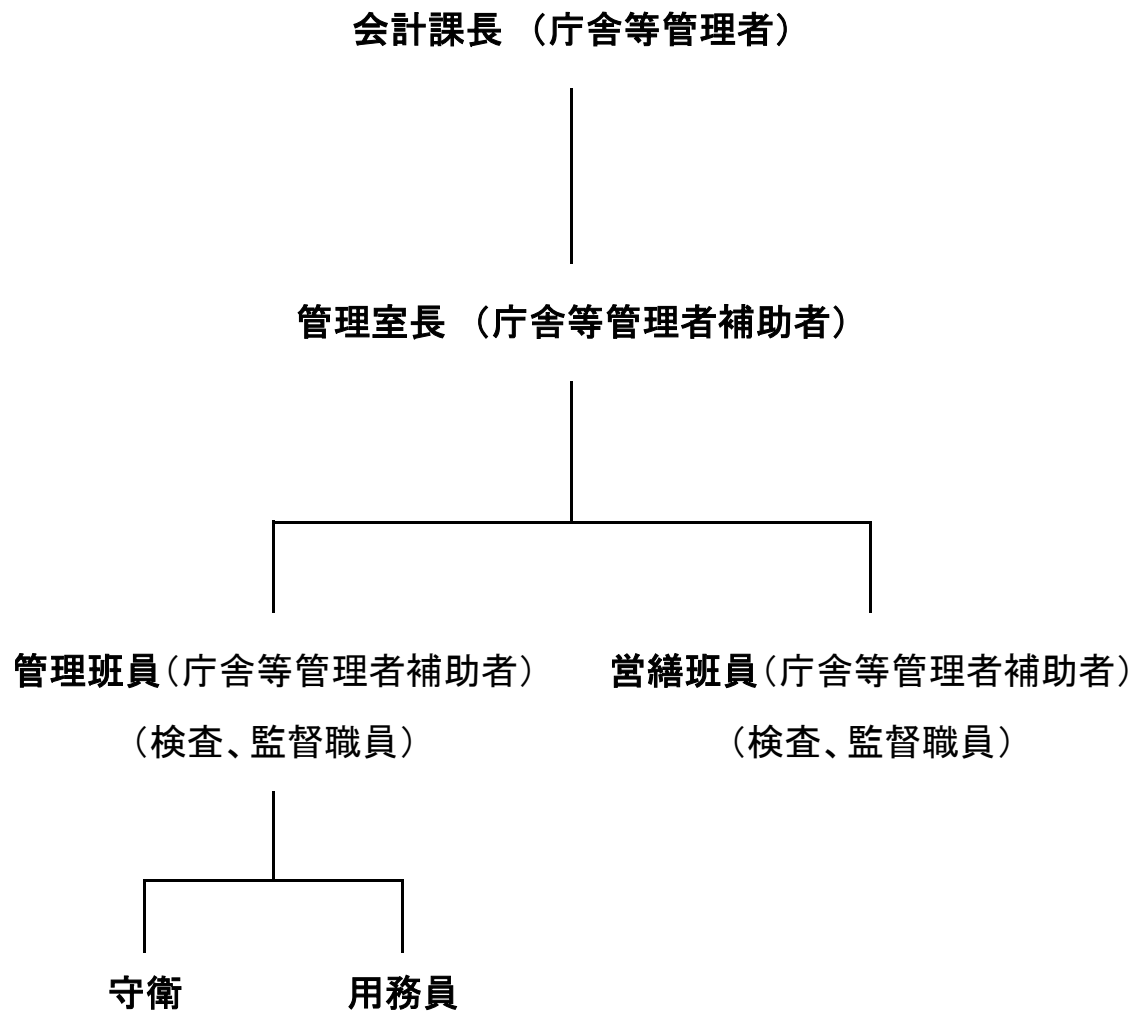 会計課長 （庁舎等管理者）
管理室長 （庁舎等管理者補助者）
管理班員（庁舎等管理者補助者）
（検査、監督職員）
営繕班員（庁舎等管理者補助者）
（検査、監督職員）
守衛
用務員